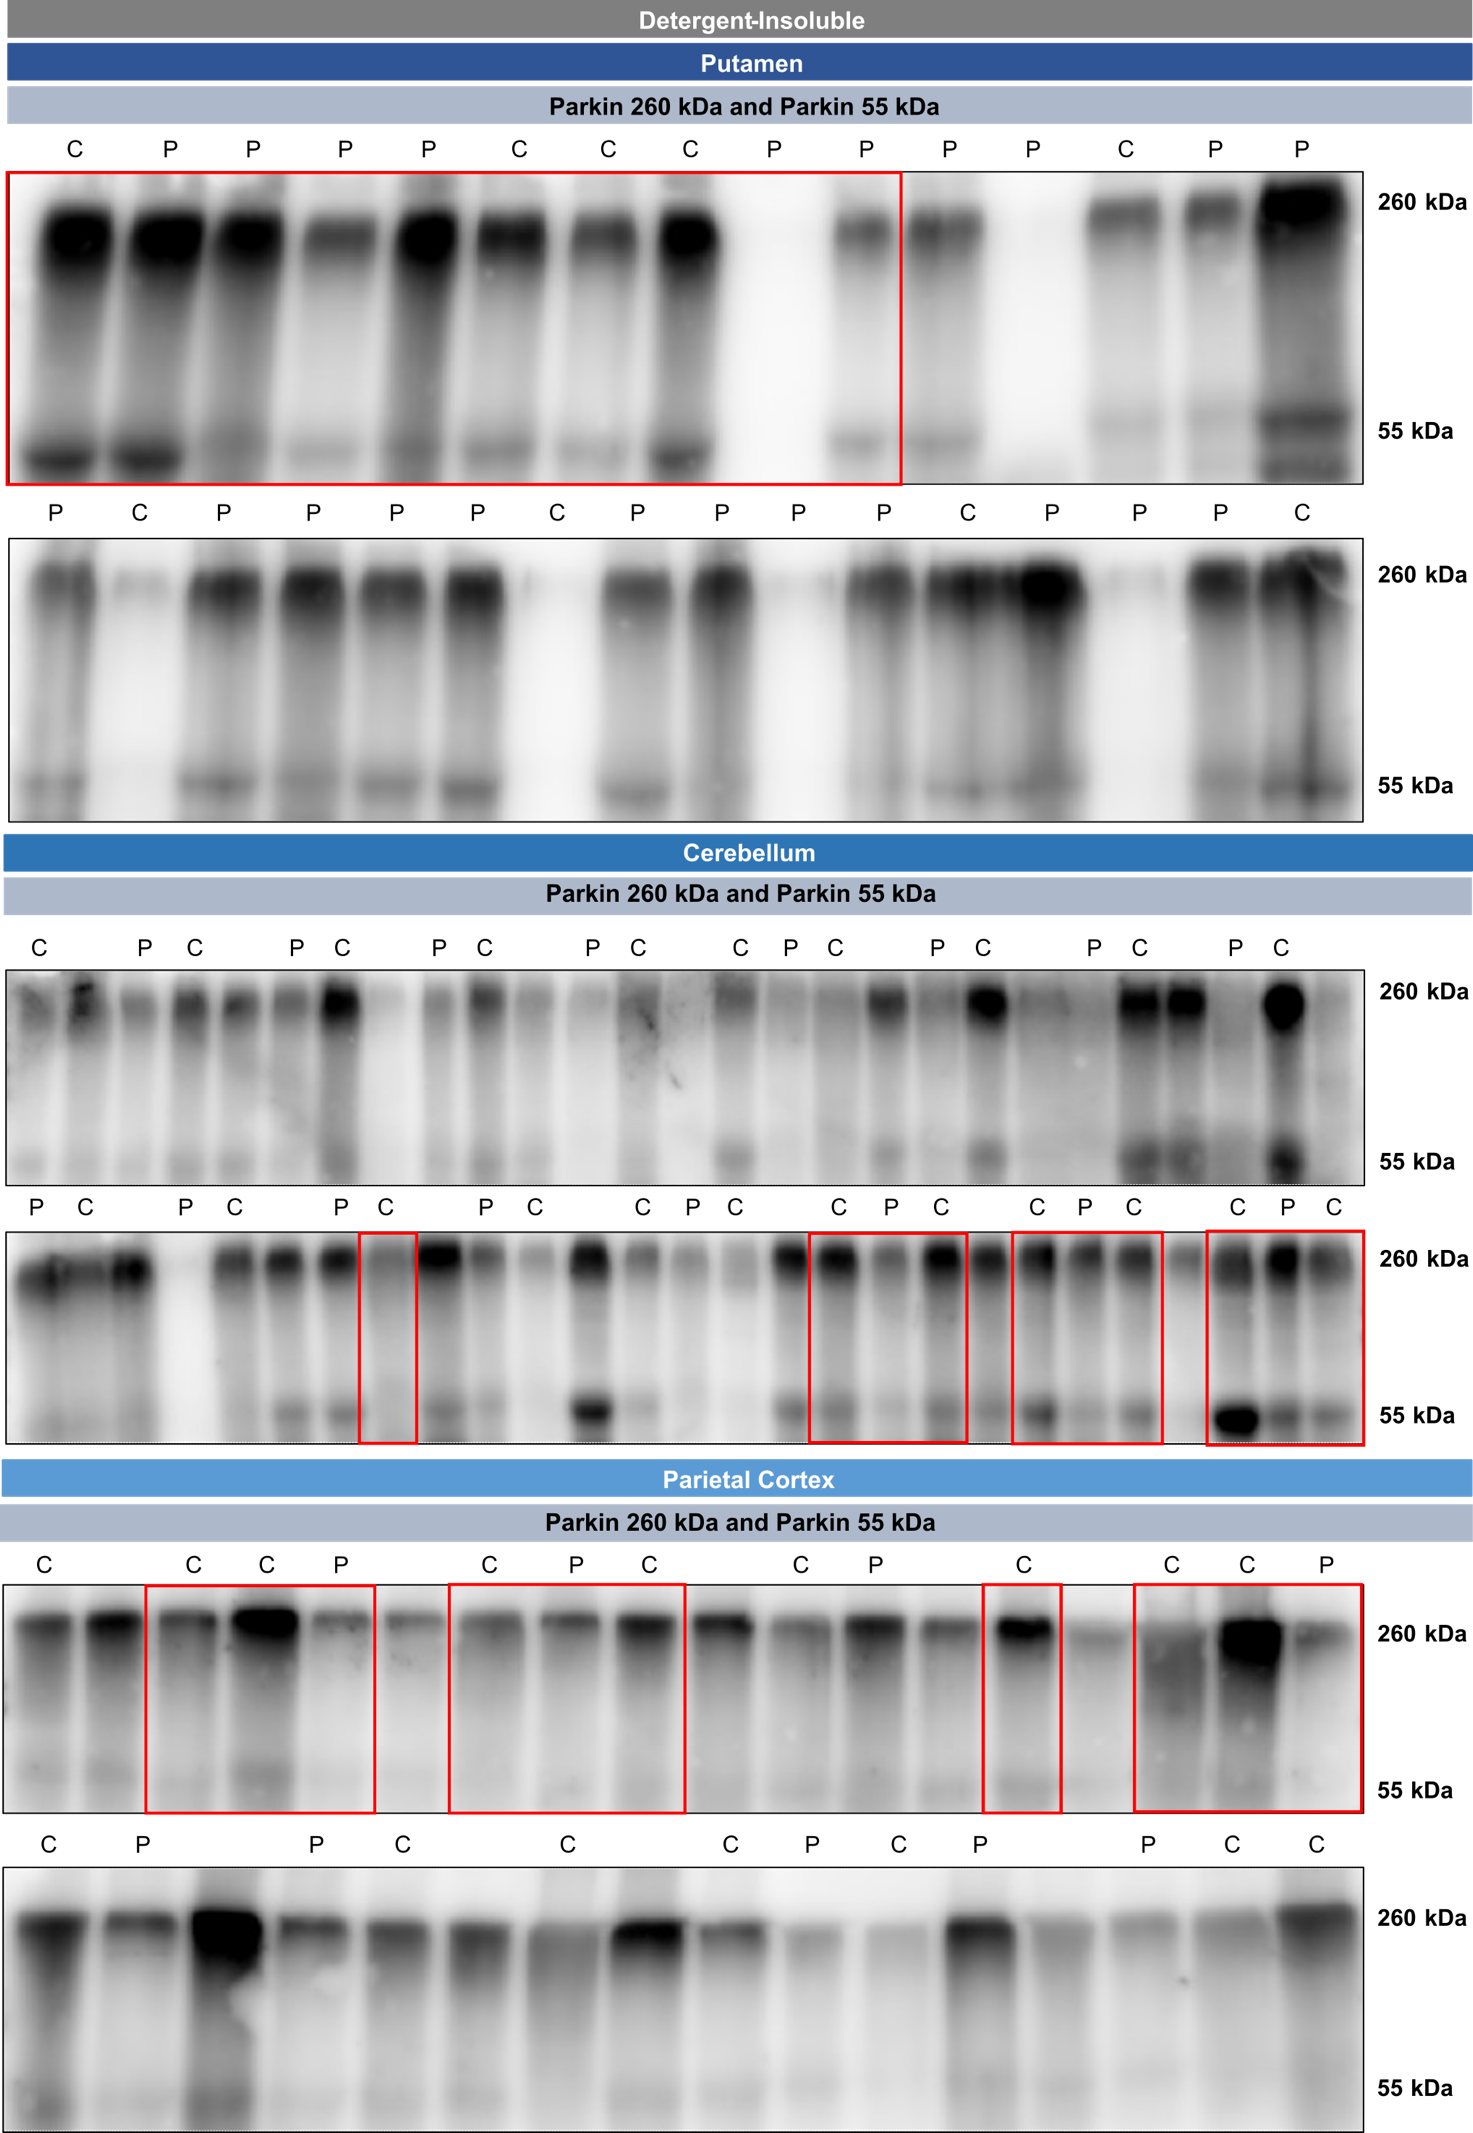 Detergent-Insoluble
Putamen
Parkin 260 kDa and Parkin 55 kDa
C P P P P C C C P P P P C P P
260 kDa
55 kDa
P C P P P P C P P P P C P P P C
260 kDa
55 kDa
Cerebellum
Parkin 260 kDa and Parkin 55 kDa
C P C P C P C P C C P C P C P C P C
260 kDa
55 kDa
P C P C P C P C C P C C P C C P C C P C
260 kDa
55 kDa
Parietal Cortex
Parkin 260 kDa and Parkin 55 kDa
C C C P C P C C P C C C P
260 kDa
55 kDa
C P P C C C P C P P C C
260 kDa
55 kDa